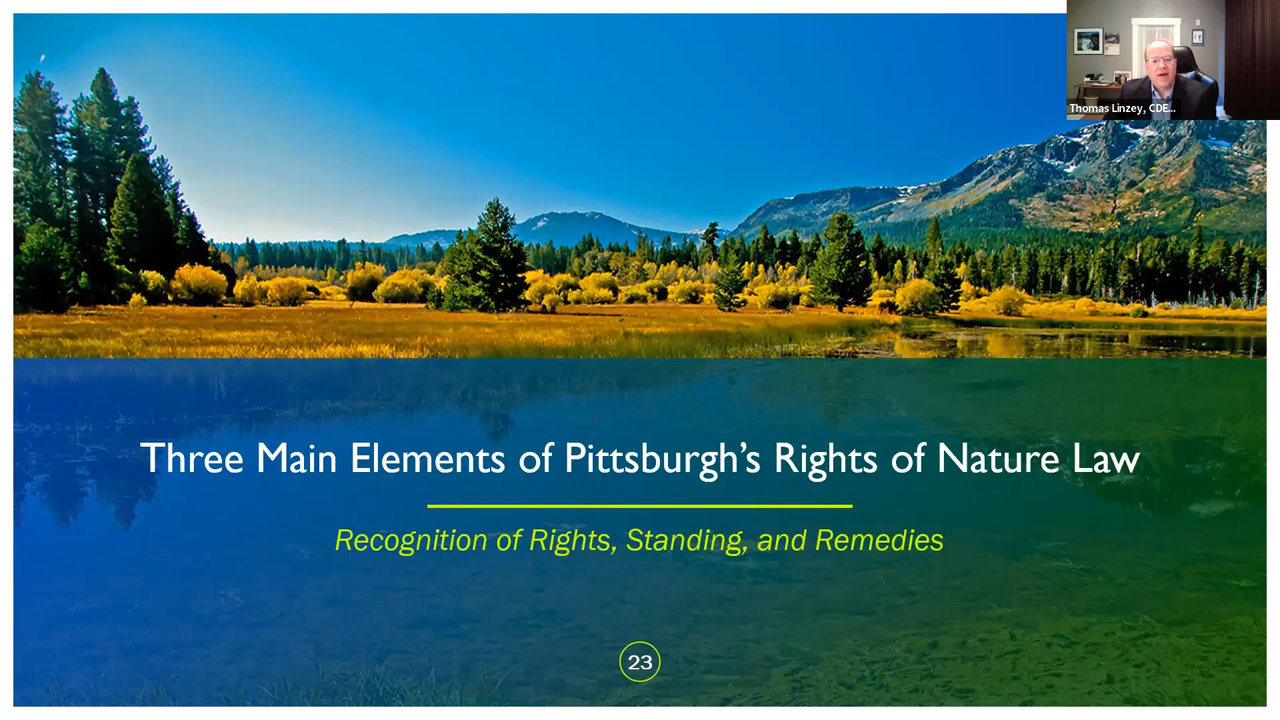 Thomas Linzey, CDE...
Three Main Elements of Pittsburgh’s Rights of Nature Law
Recognition of Rights, Standing, and Remedies
23